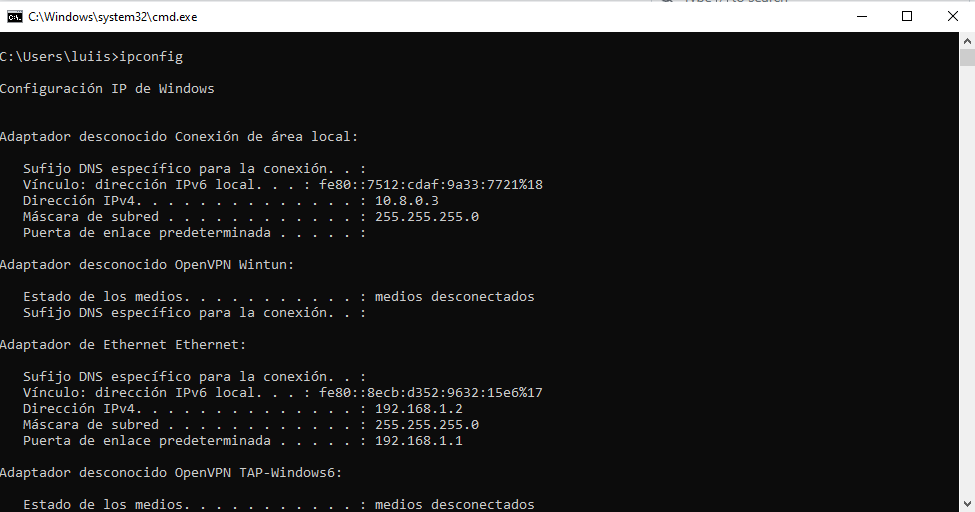 C:\Windows\system32\cmd.exe
C:\Users\luiis>ipconfig
Configuración IP de Windows
Adaptador desconocido Conexión de área local:
Sufijo DNS específico para la conexión. . :
Vínculo: dirección IPv6 local. . . : fe80::7512:cdaf:9a33:7721%18
Dirección IPv4. . . . . . . . . . . . . . : 10.8.0.3
Máscara de subred . . . . . . . . . . . . : 255.255.255.0
Puerta de enlace predeterminada . . . . . :
Adaptador desconocido OpenVPN Wintun:
Estado de los medios. . . . . . . . . . . : medios desconectados
Sufijo DNS específico para la conexión. . :
Adaptador de Ethernet Ethernet:
Sufijo DNS específico para la conexión. . :
Vínculo: dirección IPv6 local. . . : fe80::8ecb:d352:9632:15e6%17
Dirección IPv4. . . . . . . . . . . . . . : 192.168.1.2
Máscara de subred . . . . . . . . . . . . : 255.255.255.0
Puerta de enlace predeterminada . . . . . : 192.168.1.1
Adaptador desconocido OpenVPN TAP-Windows6:
Estado de los medios. . . . . . . . . . . : medios desconectados